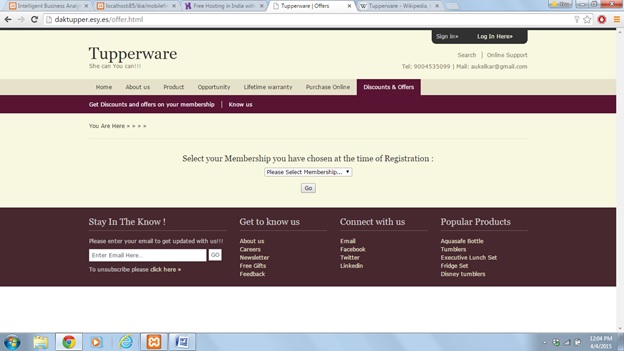 Intelligent Business Analy
localhost:85/
Free Hosting in India with
Tupperware | Offers
Tupperware - Wikipedia,
daktupper.esy.es/offer.html
Sign In» Log In Here»
Tupperware
She can You can!!!
Search | Online Support
Tel: 9004535099 | Mail: aukelkar@gmail.com
Home About us Product Opportunity Lifetime warranty Purchase Online Discounts & Offers
Get Discounts and offers on your membership | Know us
You Are Here » » » »
Select your Membership you have chosen at the time of Registration :
Please Select Membership...
Go
Stay In The Know !
Please enter your email to get updated with us!!!
Enter Email Here... GO
To unsubscribe please click here »
Get to know us
About us
Careers
Newsletter
Free Gifts
Feedback
Connect with us
Email
Facebook
Twitter
Linkedin
Popular Products
Aquasafe Bottle
Tumblers
Executive Lunch Set
Fridge Set
Disney tumblers
12:04 PM
4/4/2015